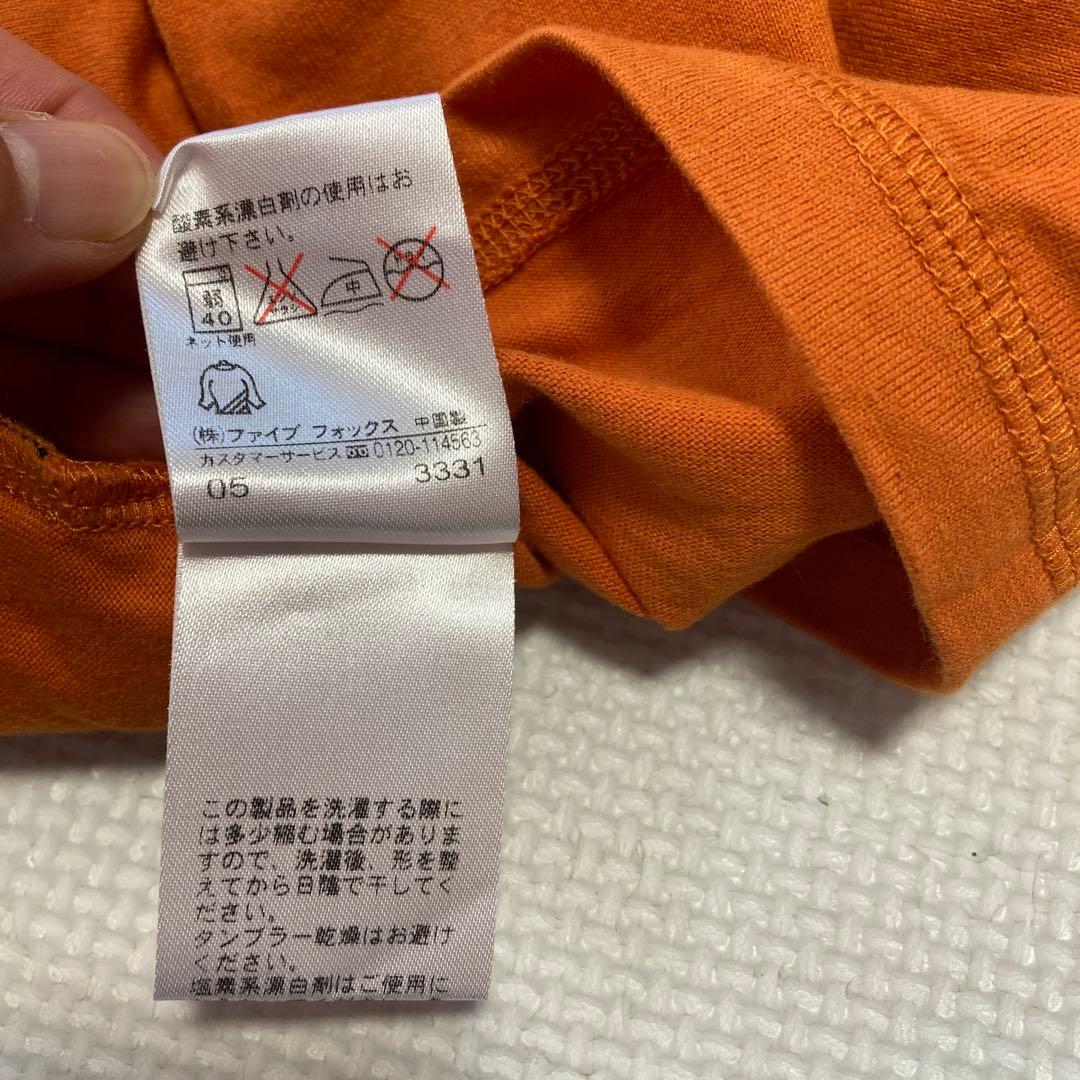 酸素系漂白剤の使用はお
避け下さい。
弱
40
中
ネット使用
(株)ファイブ フォックス 中国製
カスタマーサービス 0120-114563
05 3331
この製品を洗濯する際に
は多少縮む場合がありま
すので、洗濯後、形を整
えてから日陰で干してく
ださい。
タンブラー乾燥はお避け
ください。
塩素系漂白剤はご使用に